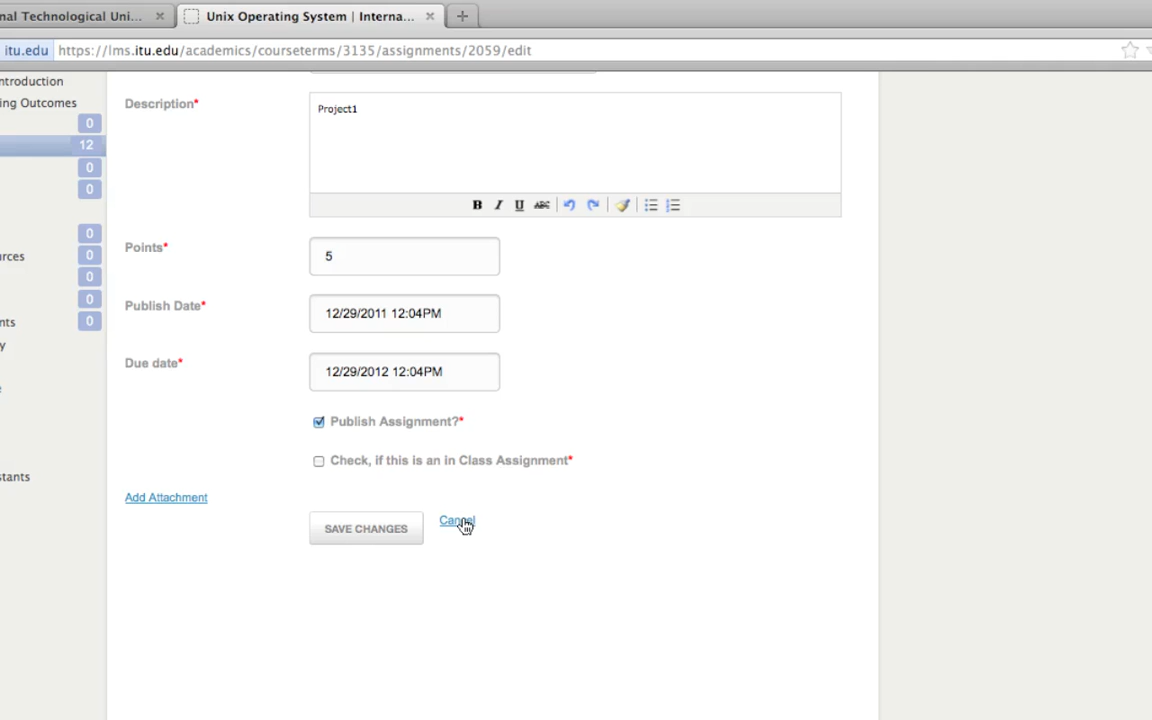 nal Technological Uni...
Unix Operating System | Interna...
itu.edu https://lms.itu.edu/academics/courseterms/3135/assignments/2059/edit
ntroduction
ing Outcomes
0
12
0
0
0
rces 0
0
0
nts 0
y
stants
Description*
Project1
B I U ABC
Points*
5
Publish Date*
12/29/2011 12:04PM
Due date*
12/29/2012 12:04PM
Publish Assignment?*
Check, if this is an in Class Assignment*
Add Attachment
SAVE CHANGES
Cancel